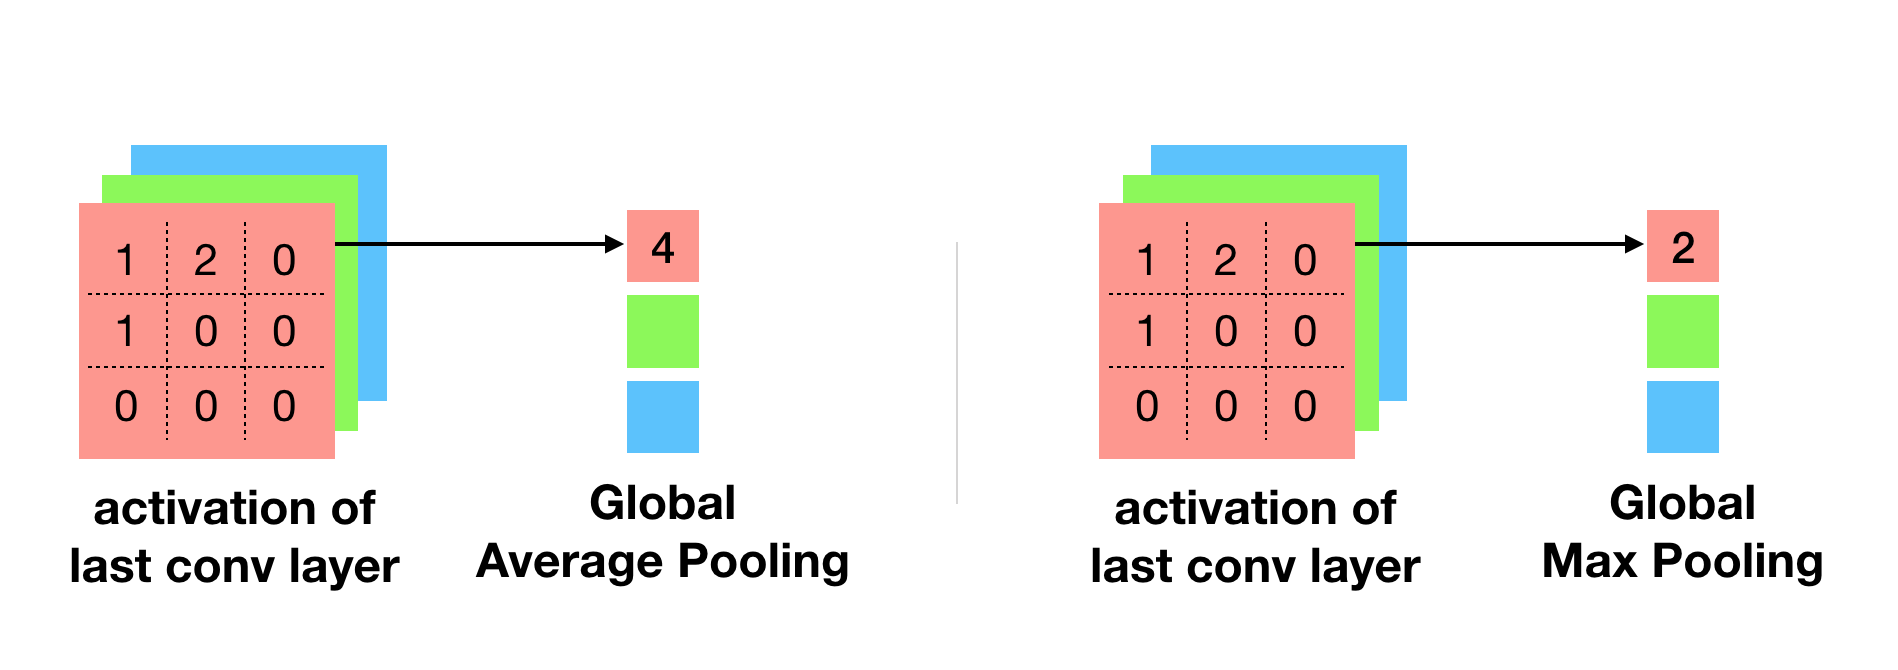 1 2 0
1 0 0
0 0 0
4
activation of
last conv layer
Global
Average Pooling
1 2 0
1 0 0
0 0 0
2
activation of
last conv layer
Global
Max Pooling